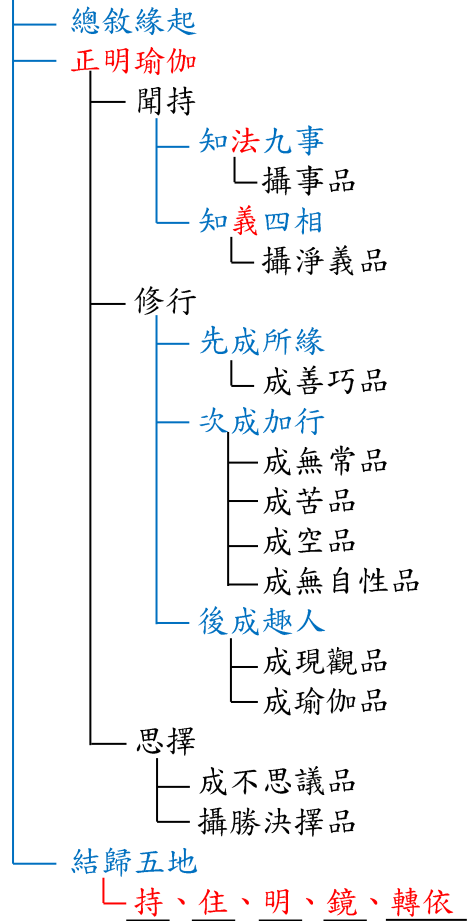 總敘緣起
正明瑜伽
聞持
知法九事
攝事品
知義四相
攝淨義品
修行
先成所緣
成善巧品
次成加行
成無常品
成苦品
成空品
成無自性品
後成趣人
成現觀品
成瑜伽品
思擇
成不思議品
攝勝決擇品
結歸五地
持、住、明、鏡、轉依